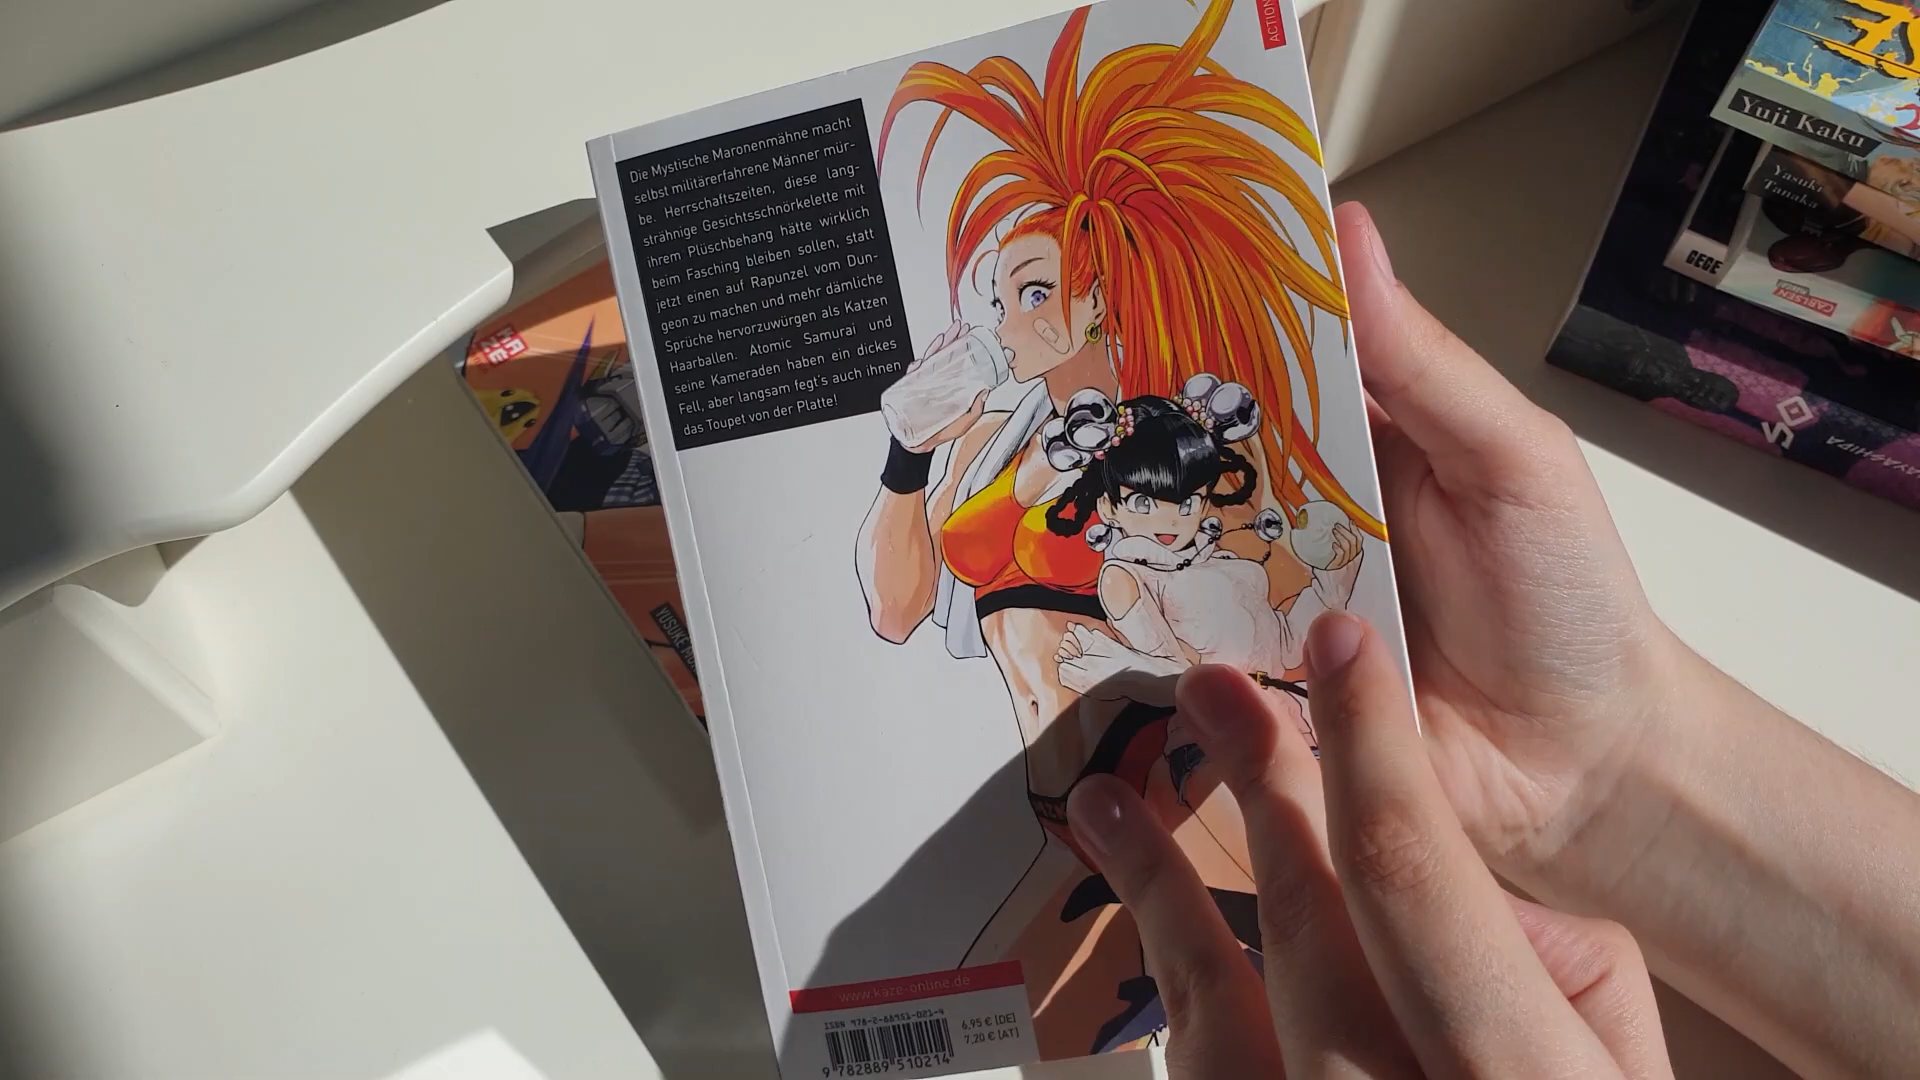 ACTION
Die Mystische Maronenmähne macht
selbst militärerfahrene Männer mür-
be. Herrschaftszeiten, diese lang-
strähnige Gesichtsschnörkelette mit
ihrem Plüschbehang hätte wirklich
beim Fasching bleiben sollen, statt
jetzt einen auf Rapunzel vom Dun-
geon zu machen und mehr dämliche
Sprüche hervorzuwürgen als Katzen
Haarballen. Atomic Samurai und
seine Kameraden haben ein dickes
Fell, aber langsam fegt's auch ihnen
das Toupet von der Platte!
www.kaze-online.de
ISBN 978-2-88951-021-4
6,95 € [DE]
7,20 € [AT]
9 782889 510214
YUSUKE
Yuji Kaku
Yasuki
Tanaka
GEGE
CARLSEN